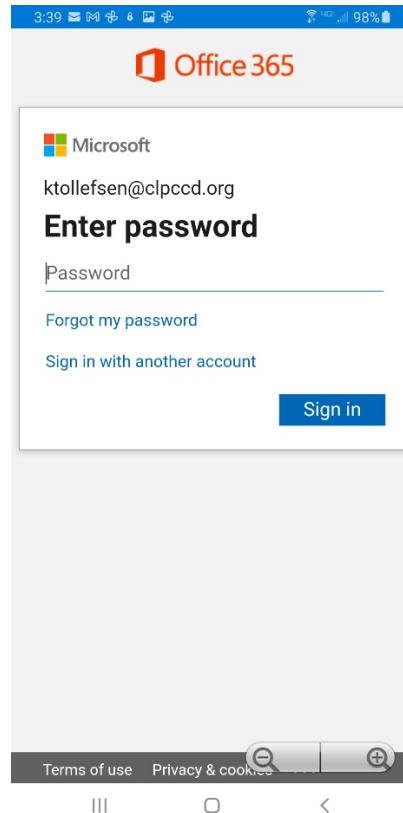 3:39 98%
Office 365
Microsoft
ktollefsen@clpccd.org
Enter password
Password
Forgot my password
Sign in with another account
Sign in
Terms of use Privacy &